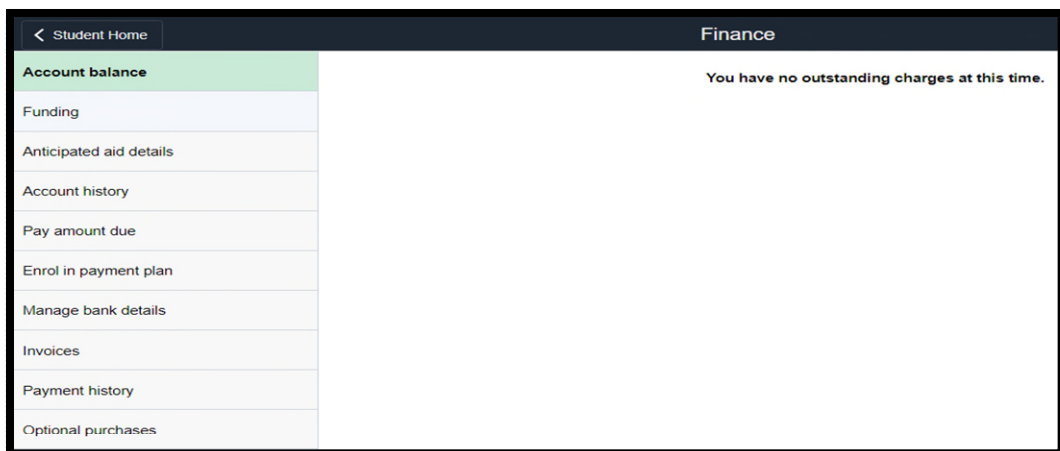 Student Home
Finance
Account balance
You have no outstanding charges at this time.
Funding
Anticipated aid details
Account history
Pay amount due
Enrol in payment plan
Manage bank details
Invoices
Payment history
Optional purchases